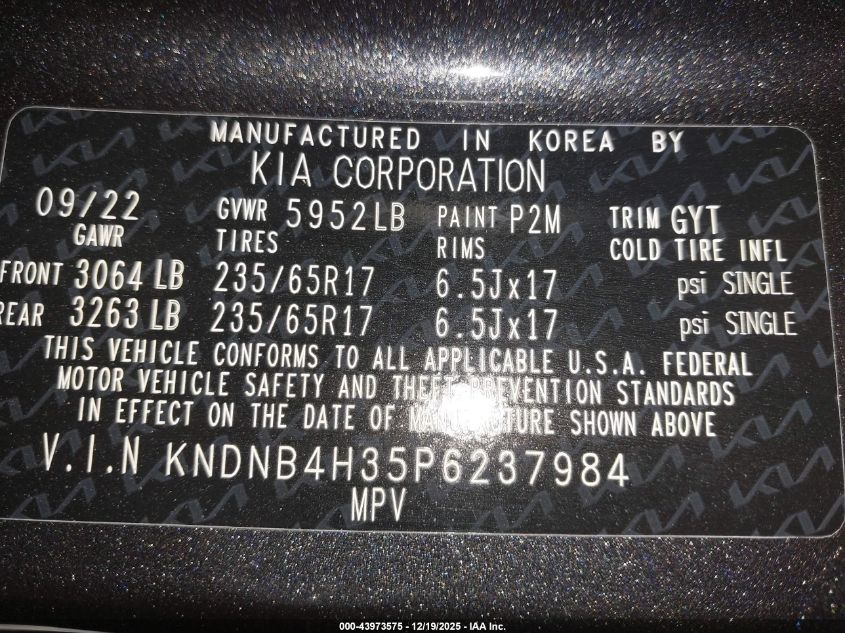 MANUFACTURED IN KOREA BY
KIA CORPORATION
09/22 GVWR 5952LB PAINT P2M TRIM GYT
GAWR TIRES RIMS COLD TIRE INFL
FRONT 3064 LB 235/65R17 6.5Jx17 psi SINGLE
REAR 3263 LB 235/65R17 6.5Jx17 psi SINGLE
THIS VEHICLE CONFORMS TO ALL APPLICABLE U.S.A. FEDERAL
MOTOR VEHICLE SAFETY AND THEFT PREVENTION STANDARDS
IN EFFECT ON THE DATE OF MANUFACTURE SHOWN ABOVE
V.I.N KNDNB4H35P6237984
MPV
000-43973575 - 12/19/2025 - IAA Inc.